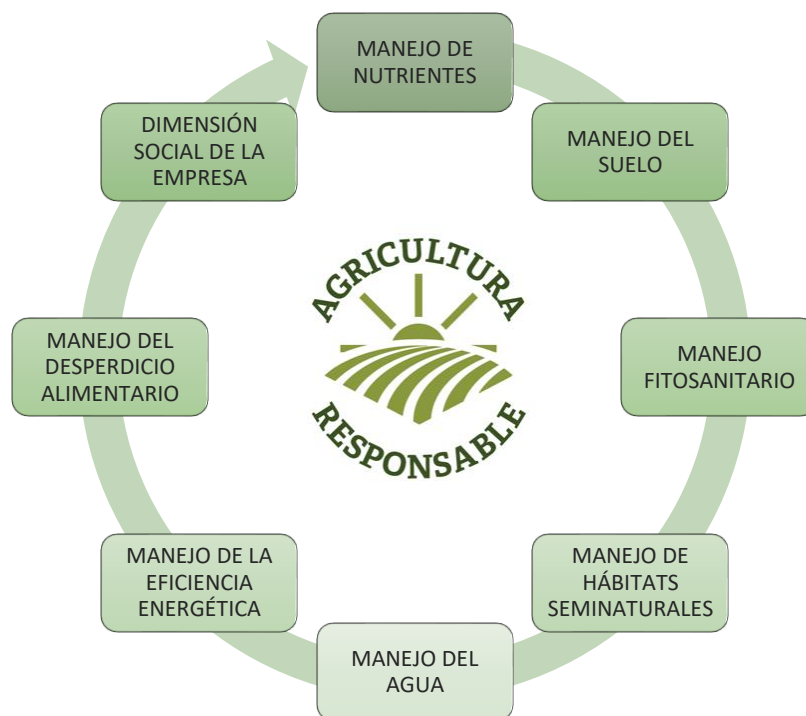 MANEJO DE
NUTRIENTES
MANEJO DEL
SUELO
MANEJO
FITOSANITARIO
MANEJO DE
HÁBITATS
SEMINATURALES
MANEJO DEL
AGUA
MANEJO DE LA
EFICIENCIA
ENERGÉTICA
MANEJO DEL
DESPERDICIO
ALIMENTARIO
DIMENSIÓN
SOCIAL DE LA
EMPRESA
AGRICULTURA
RESPONSABLE